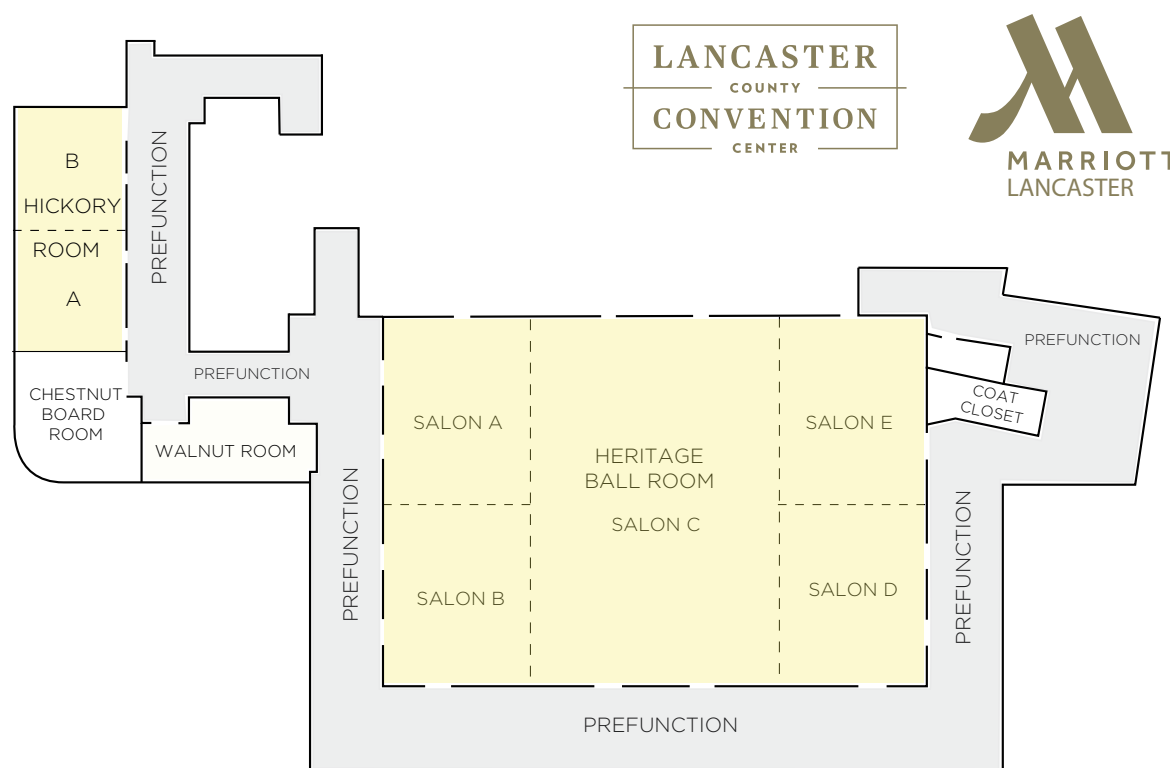 LANCASTER
COUNTY
CONVENTION
CENTER
MARRIOTT
LANCASTER
B
HICKORY
ROOM
A
PREFUNCTION
CHESTNUT
BOARD
ROOM
PREFUNCTION
WALNUT ROOM
PREFUNCTION
SALON A
SALON B
HERITAGE
BALL ROOM
SALON C
SALON E
SALON D
PREFUNCTION
COAT
CLOSET
PREFUNCTION
PREFUNCTION